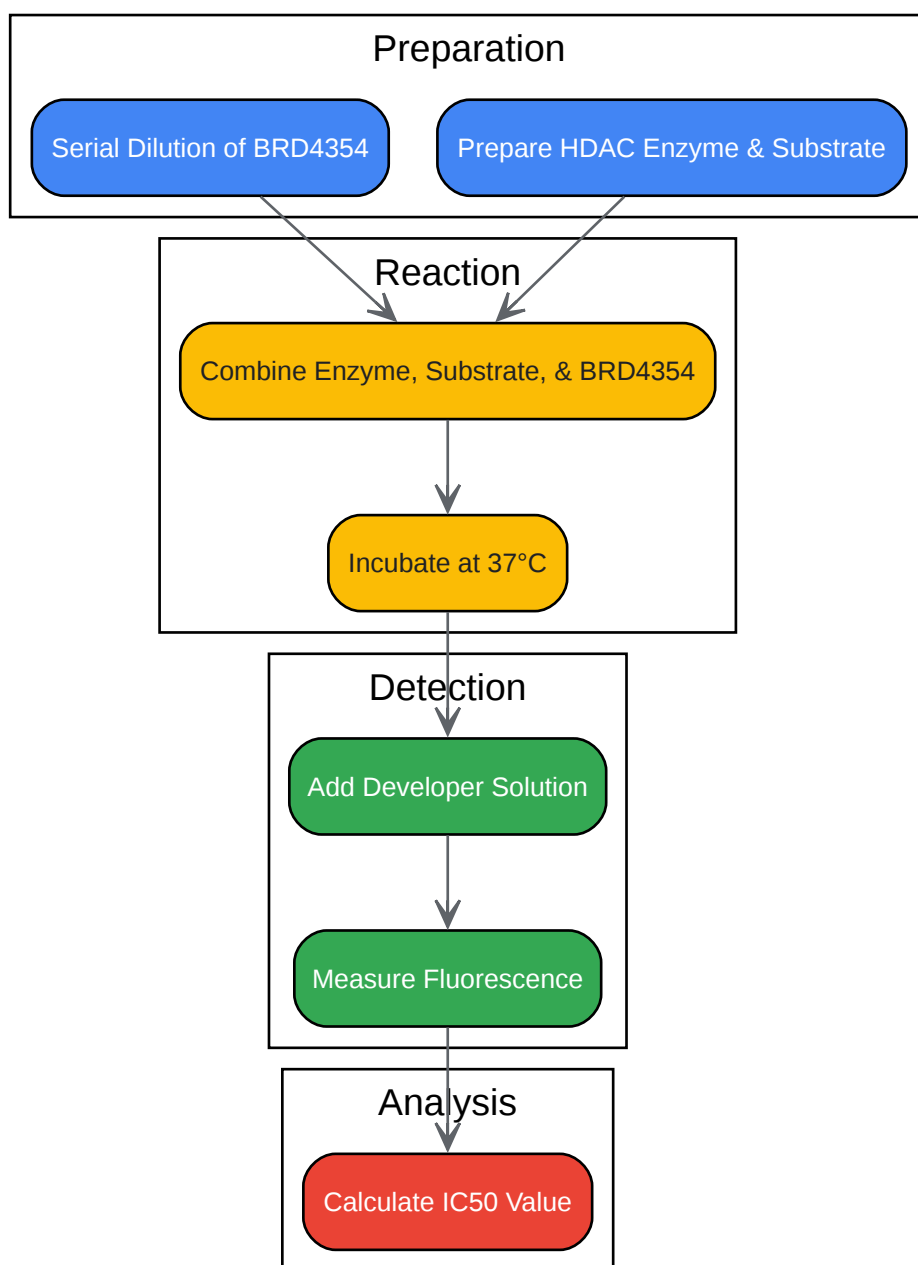 Preparation
Serial Dilution of BRD4354
Prepare HDAC Enzyme & Substrate
Reaction
Combine Enzyme, Substrate, & BRD4354
Incubate at 37°C
Detection
Add Developer Solution
Measure Fluorescence
Analysis
Calculate IC50 Value